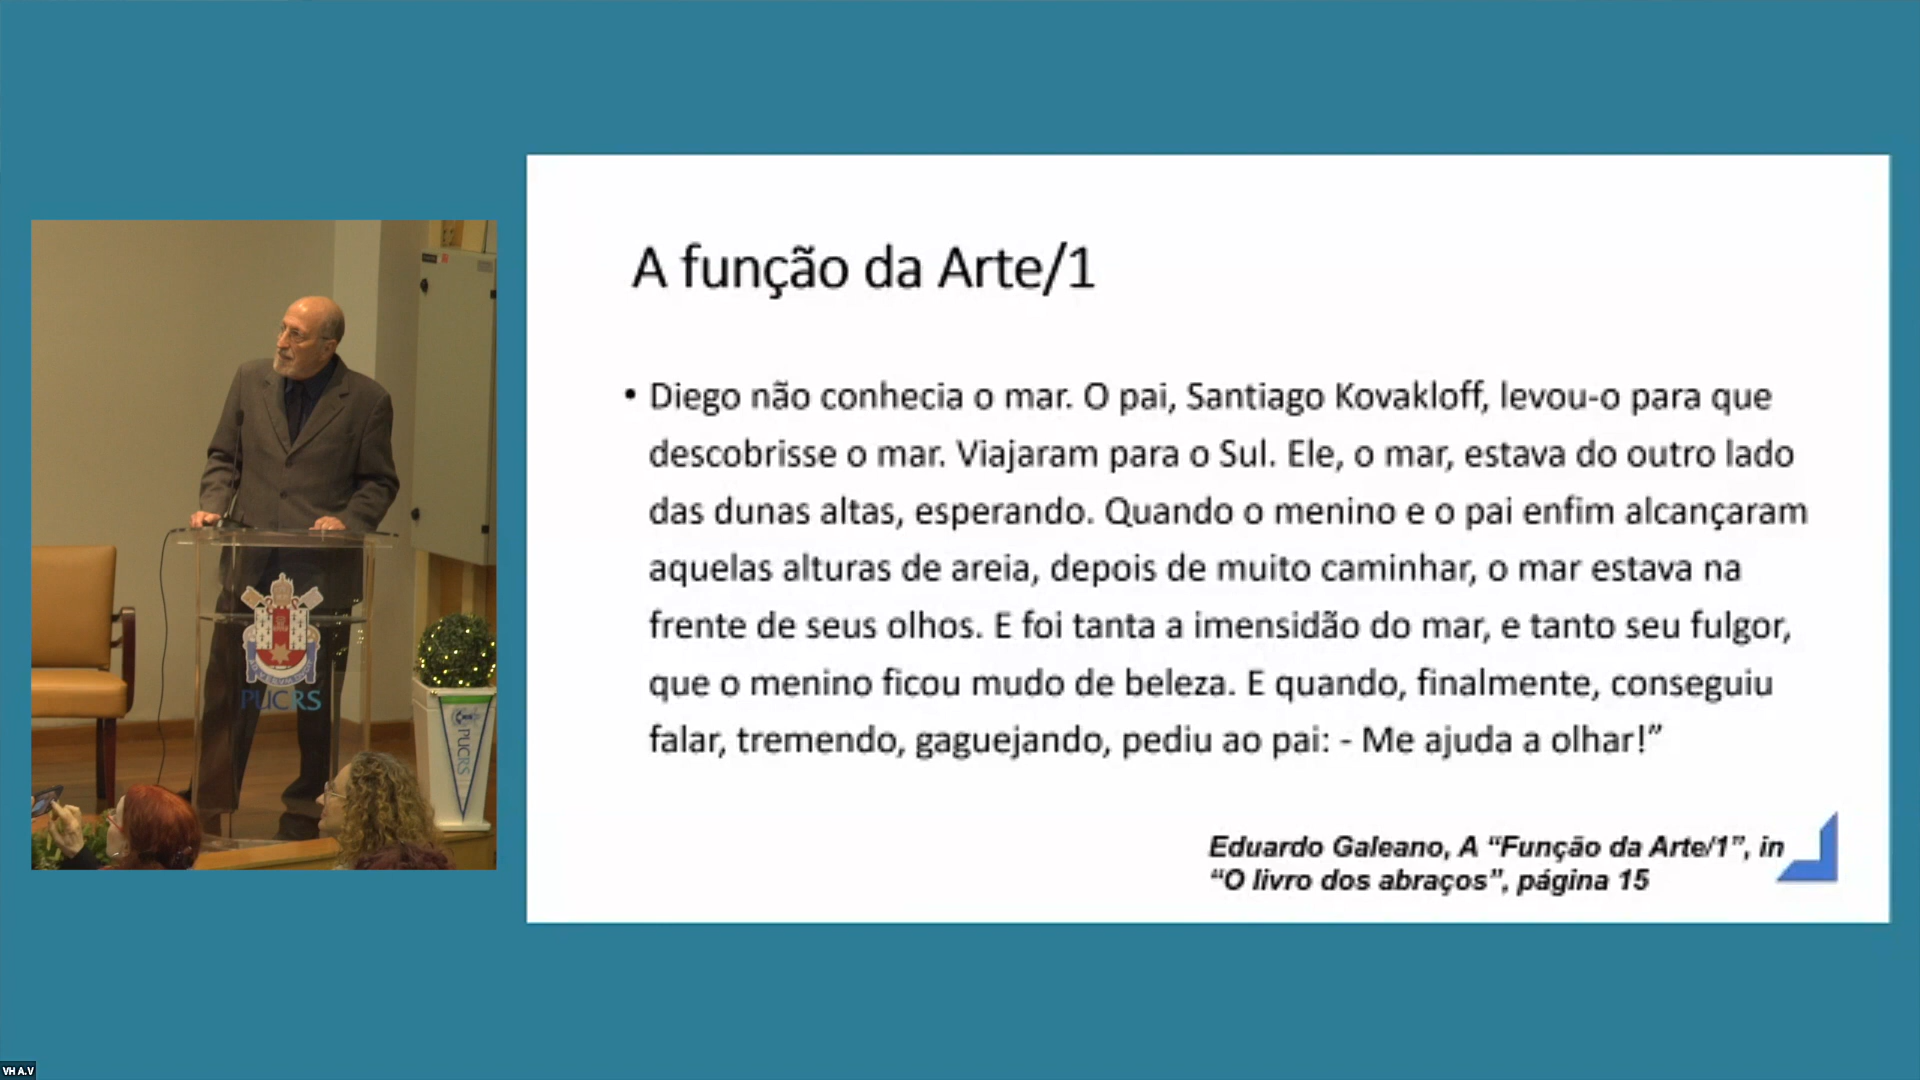 A função da Arte/1
• Diego não conhecia o mar. O pai, Santiago Kovakloff, levou-o para que
descobrisse o mar. Viajaram para o Sul. Ele, o mar, estava do outro lado
das dunas altas, esperando. Quando o menino e o pai enfim alcançaram
aquelas alturas de areia, depois de muito caminhar, o mar estava na
frente de seus olhos. E foi tanta a imensidão do mar, e tanto seu fulgor,
que o menino ficou mudo de beleza. E quando, finalmente, conseguiu
falar, tremendo, gaguejando, pediu ao pai: - Me ajuda a olhar!”
Eduardo Galeano, A “Função da Arte/1”, in
“O livro dos abraços”, página 15
PUCRS
PUCRS
VH A.V